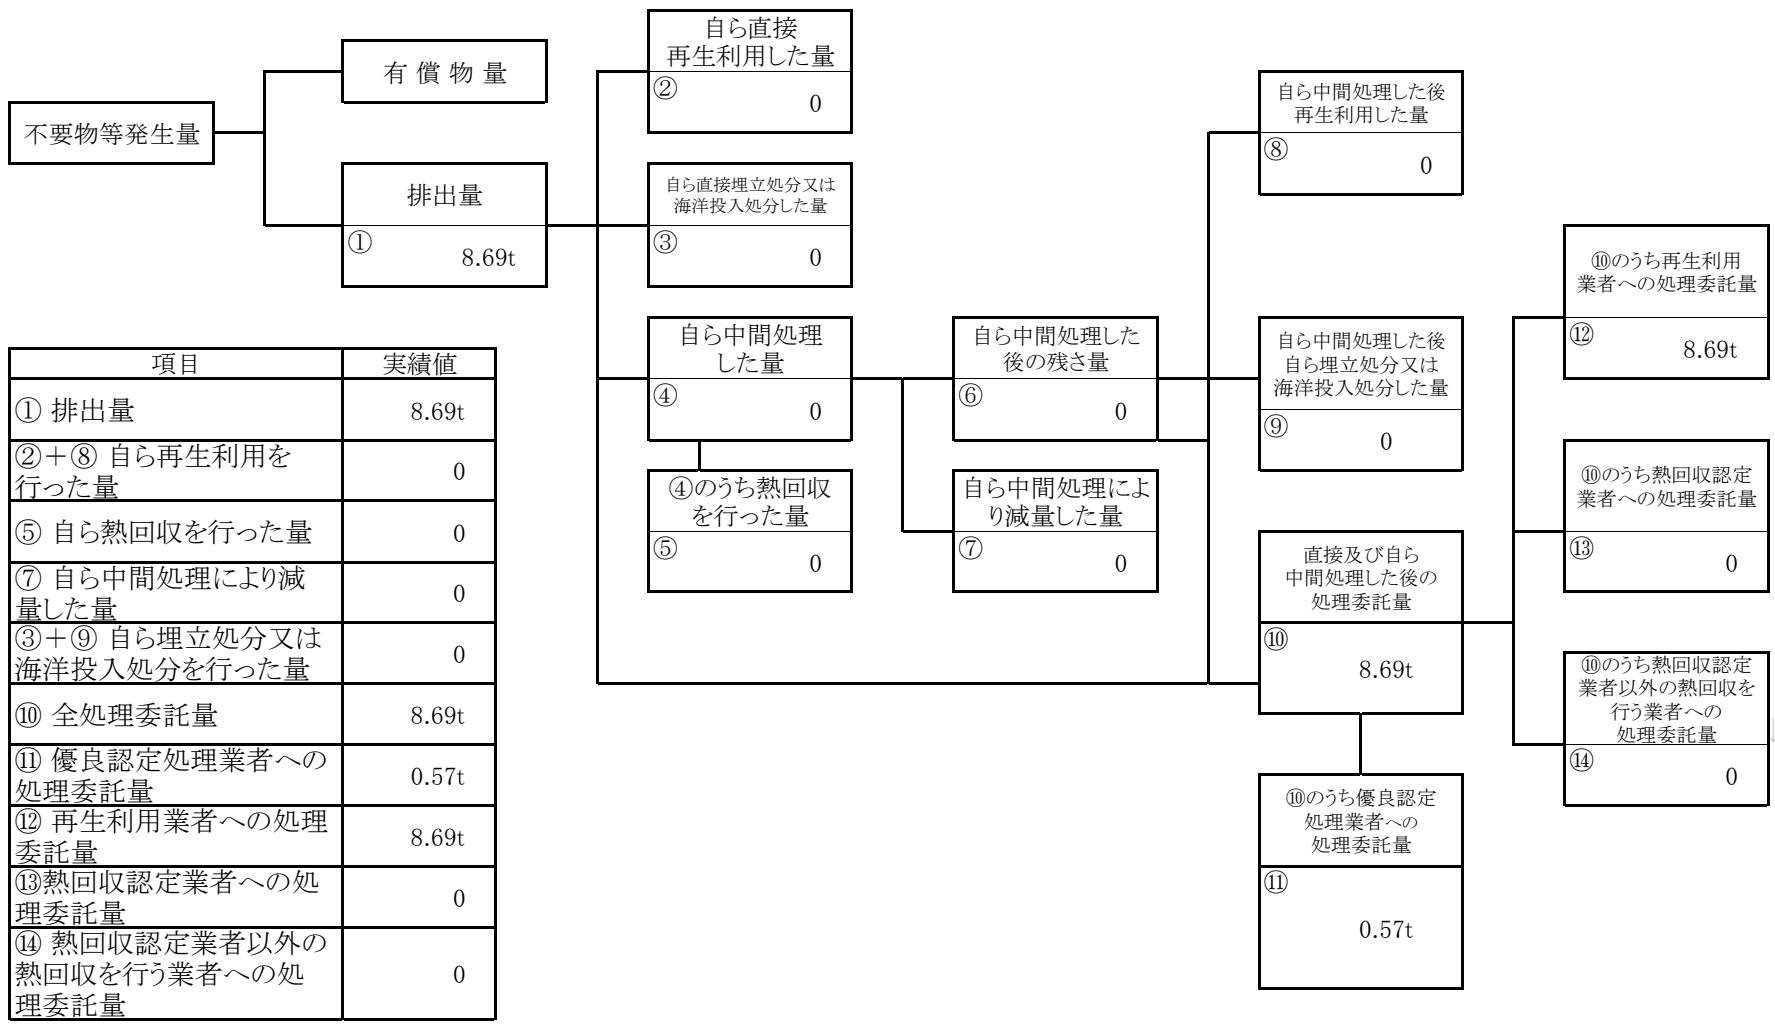 不要物等発生量
有 償 物 量
排出量
①
8.69t
自ら直接
再生利用した量
②
0
自ら直接埋立処分又は
海洋投入処分した量
③
0
自ら中間処理
した量
④
0
④のうち熱回収
を行った量
⑤
0
自ら中間処理した
後の残さ量
⑥
0
自ら中間処理によ
り減量した量
⑦
0
自ら中間処理した後
再生利用した量
⑧
0
自ら中間処理した後
自ら埋立処分又は
海洋投入処分した量
⑨
0
直接及び自ら
中間処理した後の
処理委託量
⑩
8.69t
⑩のうち優良認定
処理業者への
処理委託量
⑪
0.57t
⑩のうち再生利用
業者への処理委託量
⑫
8.69t
⑩のうち熱回収認定
業者への処理委託量
⑬
0
⑩のうち熱回収認定
業者以外の熱回収を
行う業者への
処理委託量
⑭
0
項目 実績値
① 排出量 8.69t
②＋⑧ 自ら再生利用を
行った量 0
⑤ 自ら熱回収を行った量 0
⑦ 自ら中間処理により減
量した量 0
③＋⑨ 自ら埋立処分又は
海洋投入処分を行った量 0
⑩ 全処理委託量 8.69t
⑪ 優良認定処理業者への
処理委託量 0.57t
⑫ 再生利用業者への処理
委託量 8.69t
⑬熱回収認定業者への処
理委託量 0
⑭ 熱回収認定業者以外の
熱回収を行う業者への処
理委託量 0